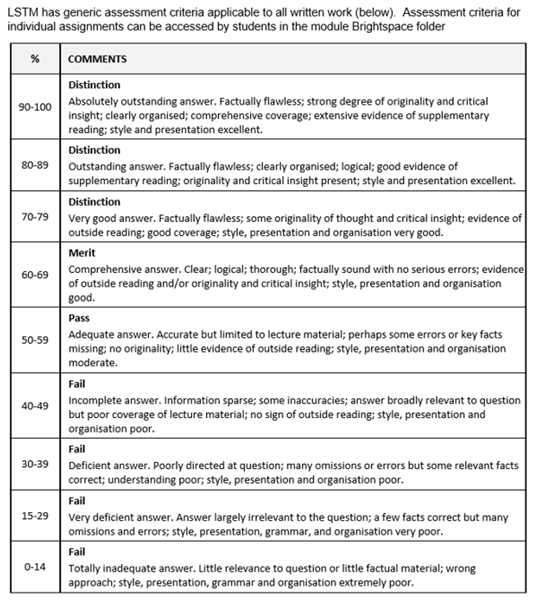 LSTM has generic assessment criteria applicable to all written work (below).  Assessment criteria for
individual assignments can be accessed by students in the module Brightspace folder
% COMMENTS
90-100
Distinction
Absolutely outstanding answer. Factually flawless; strong degree of originality and critical
insight; clearly organised; comprehensive coverage; extensive evidence of supplementary
reading; style and presentation excellent.
80-89
Distinction
Outstanding answer. Factually flawless; clearly organised; logical; good evidence of
supplementary reading; originality and critical insight present; style and presentation excellent.
70-79
Distinction
Very good answer. Factually flawless; some originality of thought and critical insight; evidence of
outside reading; good coverage; style, presentation and organisation very good.
60-69
Merit
Comprehensive answer. Clear; logical; thorough; factually sound with no serious errors; evidence
of outside reading and/or originality and critical insight; style, presentation and organisation
good.
50-59
Pass
Adequate answer. Accurate but limited to lecture material; perhaps some errors or key facts
missing; no originality; little evidence of outside reading; style, presentation and organisation
moderate.
40-49
Fail
Incomplete answer. Information sparse; some inaccuracies; answer broadly relevant to question
but poor coverage of lecture material; no sign of outside reading; style, presentation and
organisation poor.
30-39
Fail
Deficient answer. Poorly directed at question; many omissions or errors but some relevant facts
correct; understanding poor; style, presentation and organisation poor.
15-29
Fail
Very deficient answer. Answer largely irrelevant to the question; a few facts correct but many
omissions and errors; style, presentation, grammar, and organisation very poor.
0-14
Fail
Totally inadequate answer. Little relevance to question or little factual material; wrong
approach; style, presentation, grammar and organisation extremely poor.